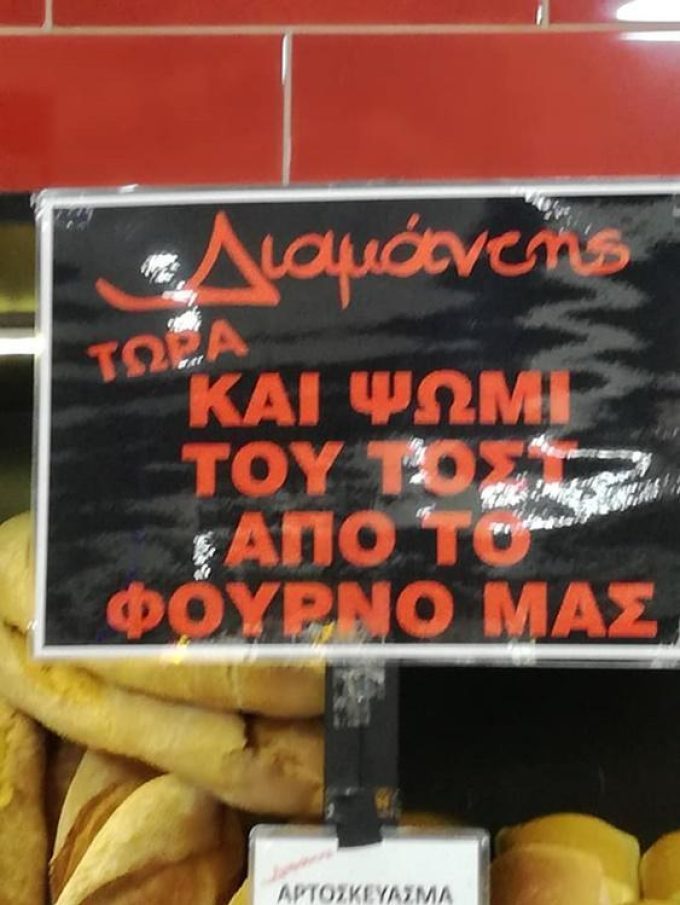 Διαμάντης
ΤΩΡΑ
ΚΑΙ ΨΩΜΙ
ΤΟΥ ΤΟΣΤ
ΑΠΟ ΤΟ
ΦΟΥΡΝΟ ΜΑΣ
ΑΡΤΟΣΚΕΥΑΣΜΑ